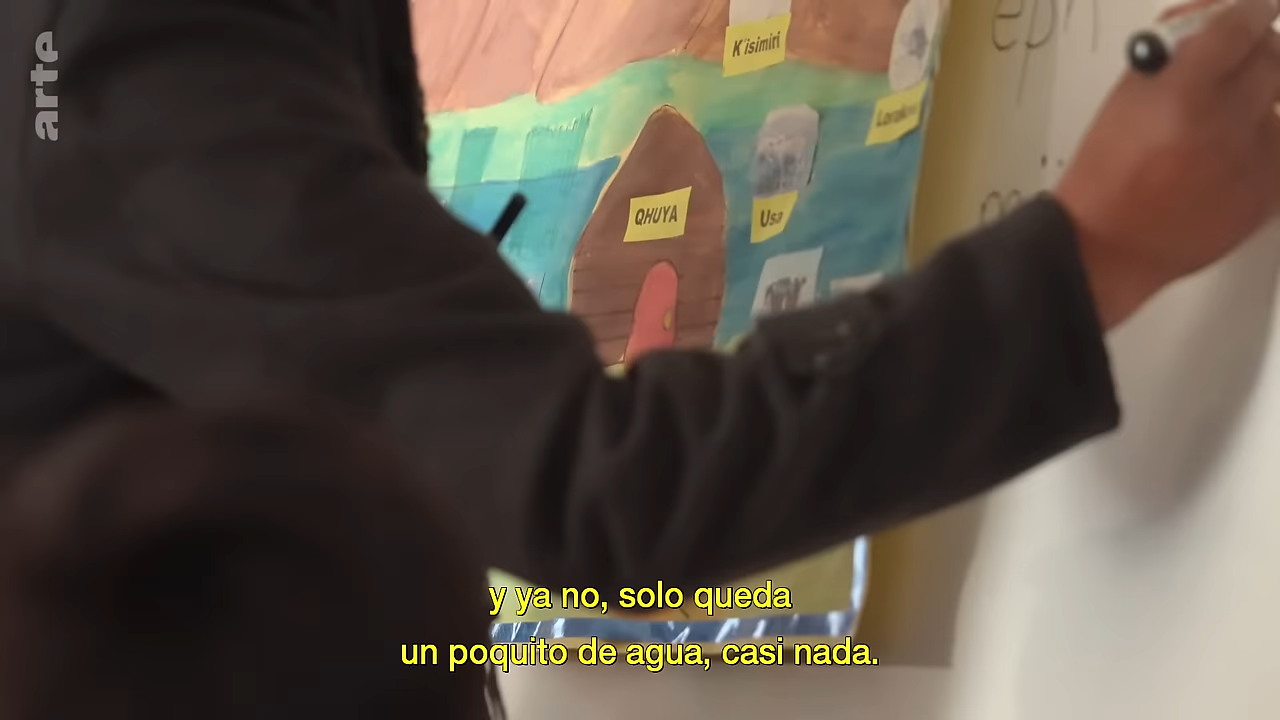 arte
K'isimiri
QHUYA
Usa
y ya no, solo queda
un poquito de agua, casi nada.